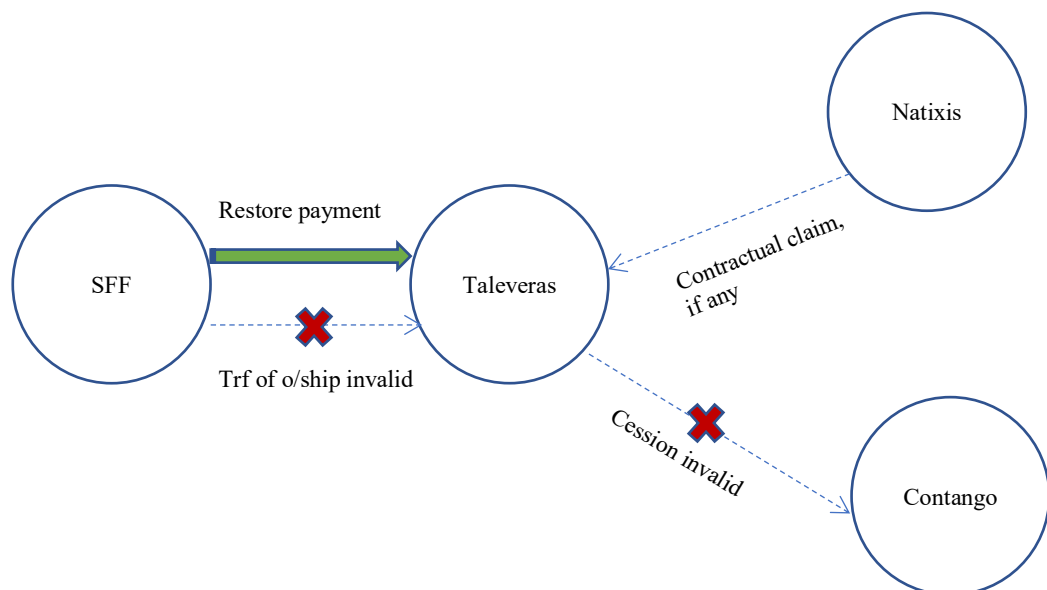 Natixis
Restore payment
SFF
Taleveras
Contractual claim,
if any
Trf of o/ship invalid
Cession invalid
Contango